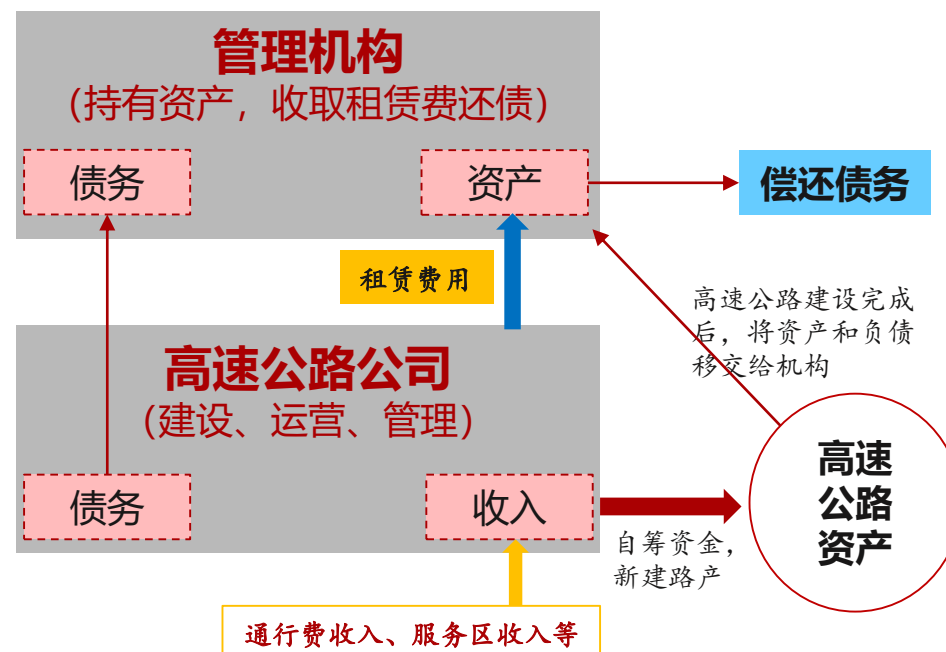 管理机构
（持有资产，收取租赁费还债）
债务
资产
偿还债务
租赁费用
高速公路建设完成
后，将资产和负债
移交给机构
高速公路公司
（建设、运营、管理）
债务
收入
高速
公路
资产
自筹资金，
新建路产
通行费收入、服务区收入等